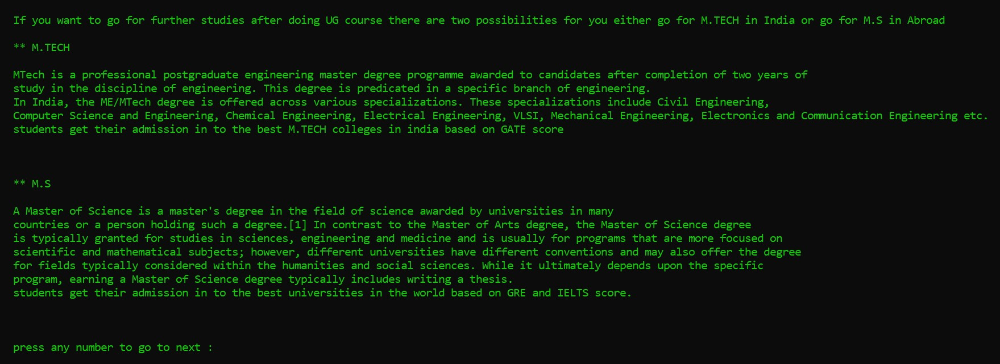 If you want to go for further studies after doing UG course there are two possibilities for you either go for M.TECH in India or go for M.S in Abroad
** M.TECH
MTech is a professional postgraduate engineering master degree programme awarded to candidates after completion of two years of
study in the discipline of engineering. This degree is predicated in a specific branch of engineering.
In India, the ME/MTech degree is offered across various specializations. These specializations include Civil Engineering,
Computer Science and Engineering, Chemical Engineering, Electrical Engineering, VLSI, Mechanical Engineering, Electronics and Communication Engineering etc.
students get their admission in to the best M.TECH colleges in india based on GATE score
** M.S
A Master of Science is a master's degree in the field of science awarded by universities in many
countries or a person holding such a degree.[1] In contrast to the Master of Arts degree, the Master of Science degree
is typically granted for studies in sciences, engineering and medicine and is usually for programs that are more focused on
scientific and mathematical subjects; however, different universities have different conventions and may also offer the degree
for fields typically considered within the humanities and social sciences. While it ultimately depends upon the specific
program, earning a Master of Science degree typically includes writing a thesis.
students get their admission in to the best universities in the world based on GRE and IELTS score.
press any number to go to next :